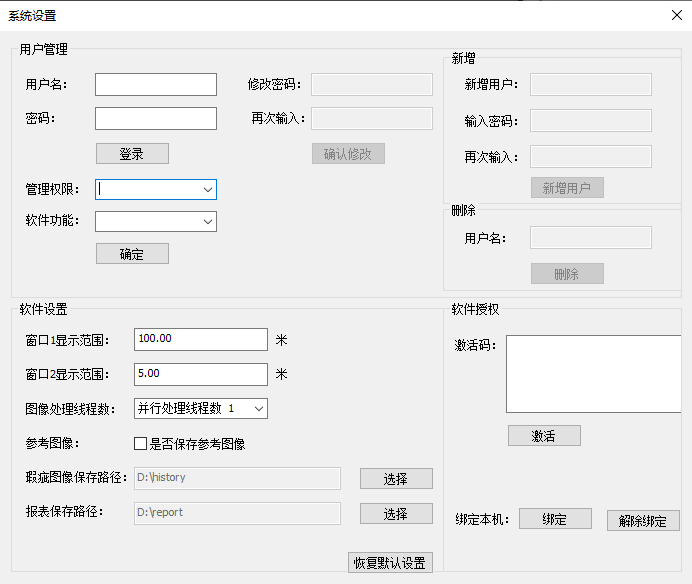 系统设置
用户管理
用户名：
密码：
登录
管理权限：
软件功能：
确定
修改密码：
再次输入：
确认修改
新增
新增用户：
输入密码：
再次输入：
新增用户
删除
用户名：
删除
软件设置
窗口1显示范围：
100.00
米
窗口2显示范围：
5.00
米
图像处理线程数：
并行处理线程数 1
参考图像：
是否保存参考图像
瑕疵图像保存路径：
D:\history
选择
报表保存路径：
D:\report
选择
恢复默认设置
软件授权
激活码：
激活
绑定本机：
绑定
解除绑定